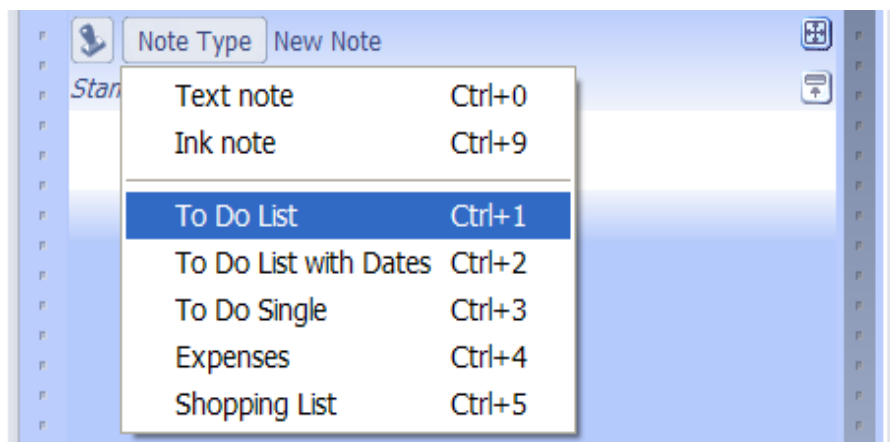 Note Type New Note
Stan
Text note Ctrl+0
Ink note Ctrl+9
To Do List Ctrl+1
To Do List with Dates Ctrl+2
To Do Single Ctrl+3
Expenses Ctrl+4
Shopping List Ctrl+5